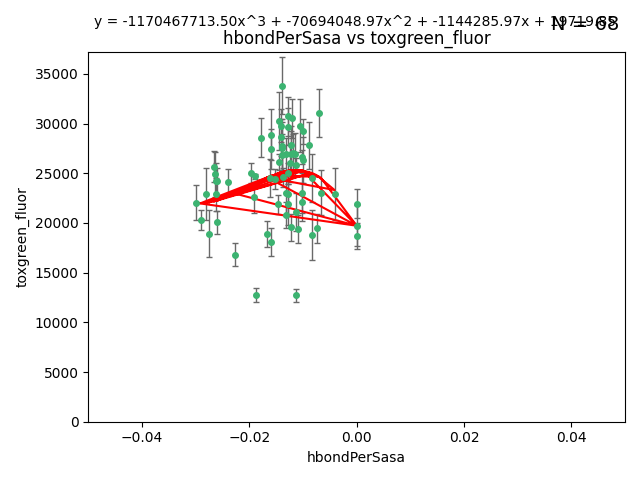 y = -1170467713.50x^3 + -70694048.97x^2 + -1144285.97x +
N = 68
hbondPerSasa vs toxgreen_fluor
35000
30000
25000
20000
15000
10000
5000
0
toxgreen_fluor
-0.04
-0.02
0.00
0.02
0.04
hbondPerSasa